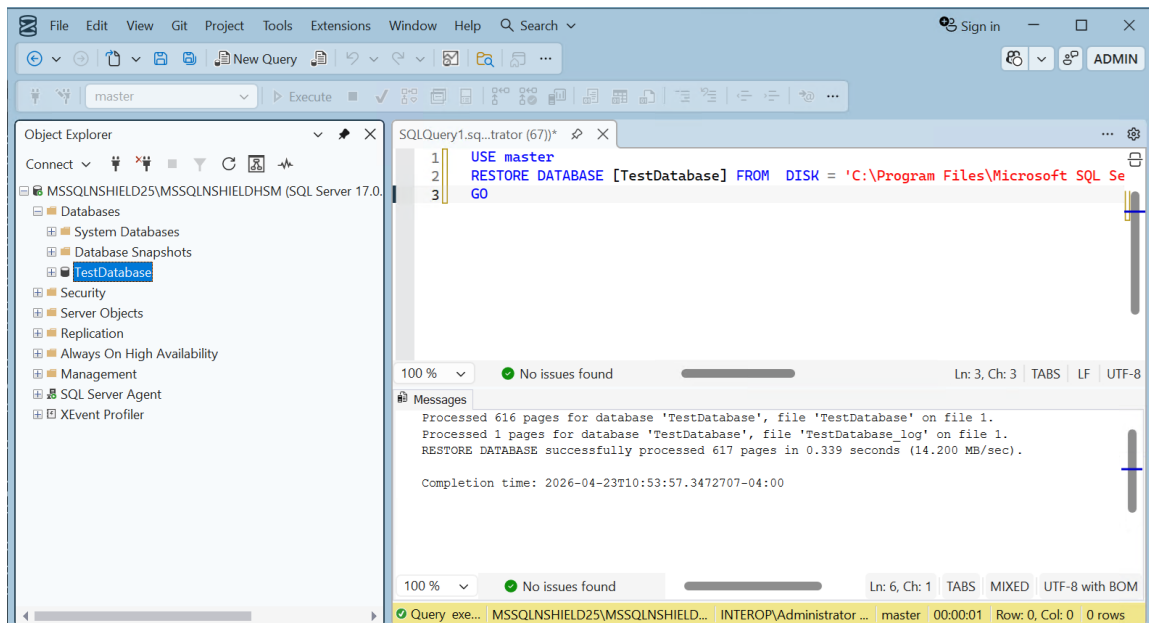 File Edit View Git Project Tools Extensions Window Help Search Sign in
New Query ADMIN
master Execute
Object Explorer
SQLQuery1.sq...trator (67))*
Connect
1 USE master
2 RESTORE DATABASE [TestDatabase] FROM  DISK = 'C:\Program Files\Microsoft SQL Se
3 GO
MSSQLNSHIELD25\MSSQLNSHIELDHSM (SQL Server 17.0.
Databases
System Databases
Database Snapshots
TestDatabase
Security
Server Objects
Replication
Always On High Availability
Management
SQL Server Agent
XEvent Profiler
100 % No issues found Ln: 3, Ch: 3 TABS LF UTF-8
Messages
Processed 616 pages for database 'TestDatabase', file 'TestDatabase' on file 1.
Processed 1 pages for database 'TestDatabase', file 'TestDatabase_log' on file 1.
RESTORE DATABASE successfully processed 617 pages in 0.339 seconds (14.200 MB/sec).
Completion time: 2026-04-23T10:53:57.3472707-04:00
100 % No issues found Ln: 6, Ch: 1 TABS MIXED UTF-8 with BOM
Query exe... MSSQLNSHIELD25\MSSQLNSHIELD... INTEROP\Administrator ... master 00:00:01 Row: 0, Col: 0 0 rows